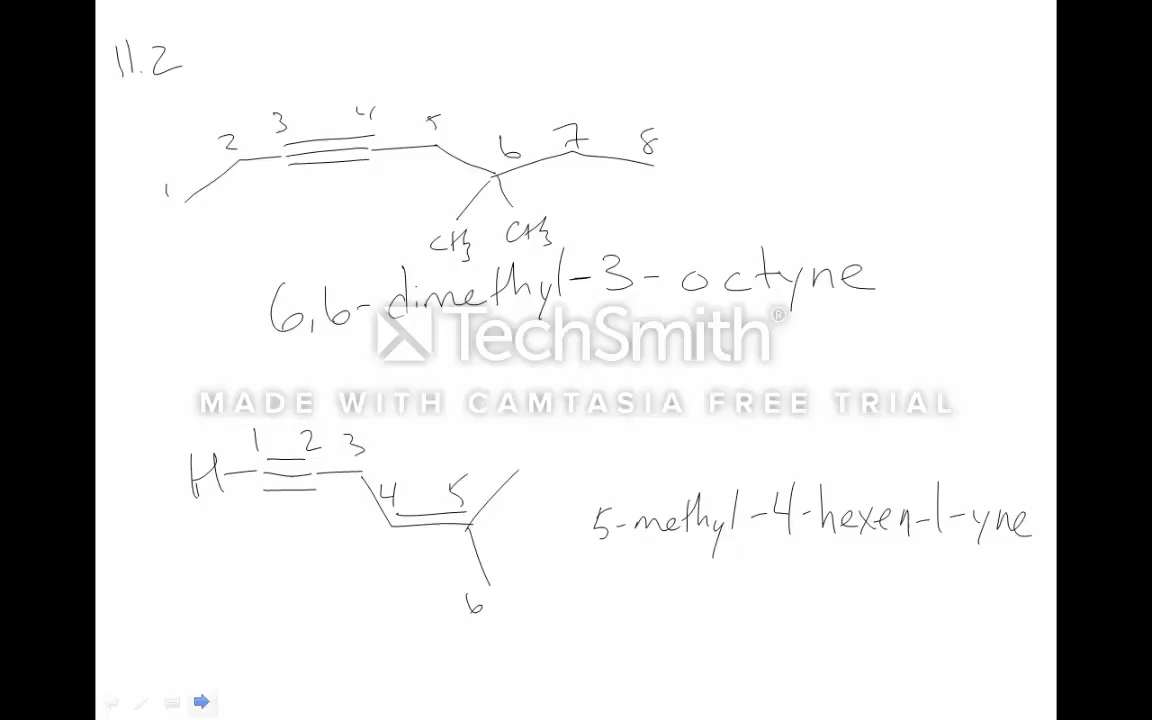 11.2
1 2 3 4 5 6 7 8
CH3 CH3
6,6-dimethyl-3-octyne
TechSmith®
MADE WITH CAMTASIA FREE TRIAL
H 1 2 3
4 5
5-methyl-4-hexen-1-yne
6